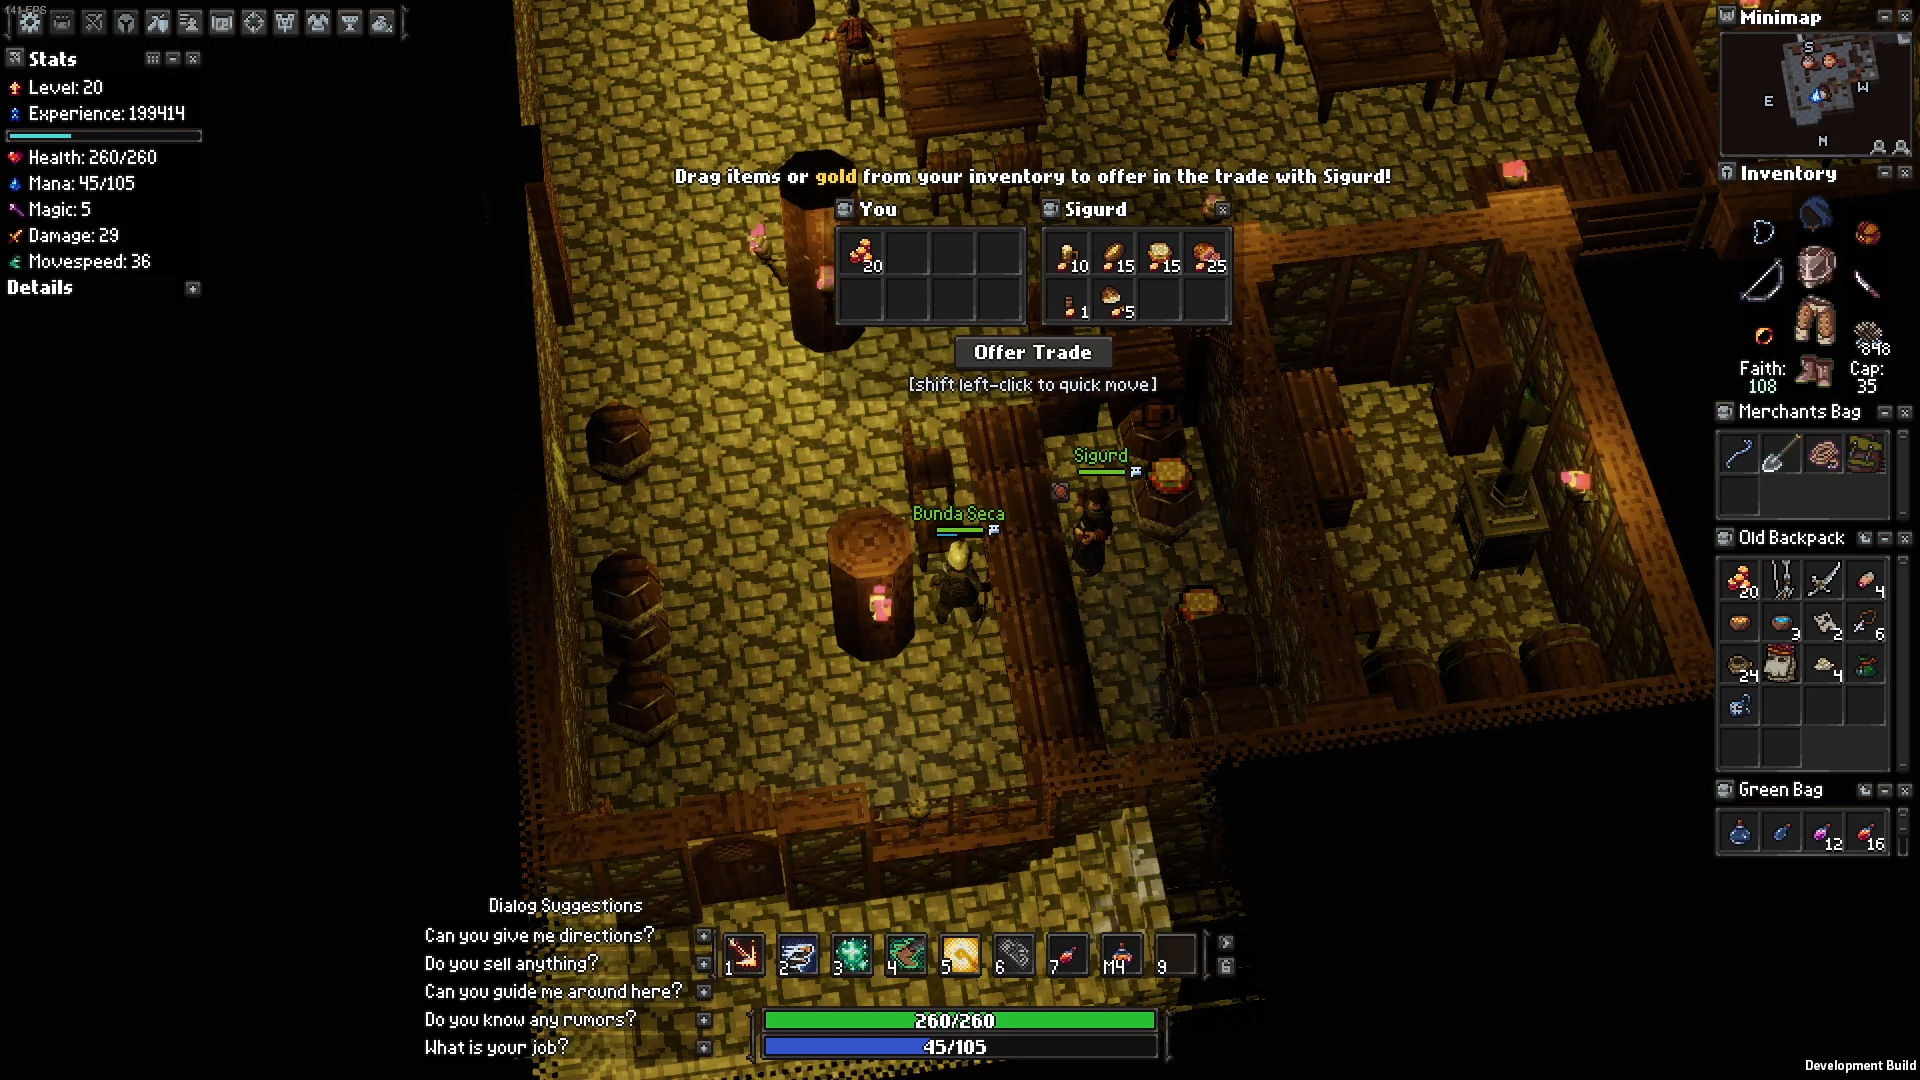 141 FPS
Stats
Level: 20
Experience: 199414
Health: 260/260
Mana: 45/105
Magic: 5
Damage: 29
Movespeed: 36
Details
Drag items or gold from your inventory to offer in the trade with Sigurd!
You
20
Sigurd
10
15
15
25
1
5
Offer Trade
[shift left-click to quick move]
Sigurd
Bunda Seca
Minimap
S
E
W
N
Inventory
848
Faith: 108
Cap: 35
Merchants Bag
Old Backpack
20
4
3
2
6
24
4
Green Bag
12
16
Dialog Suggestions
Can you give me directions?
Do you sell anything?
Can you guide me around here?
Do you know any rumors?
What is your job?
1
2
3
4
5
6
7
M4
9
6
260/260
45/105
Development Build